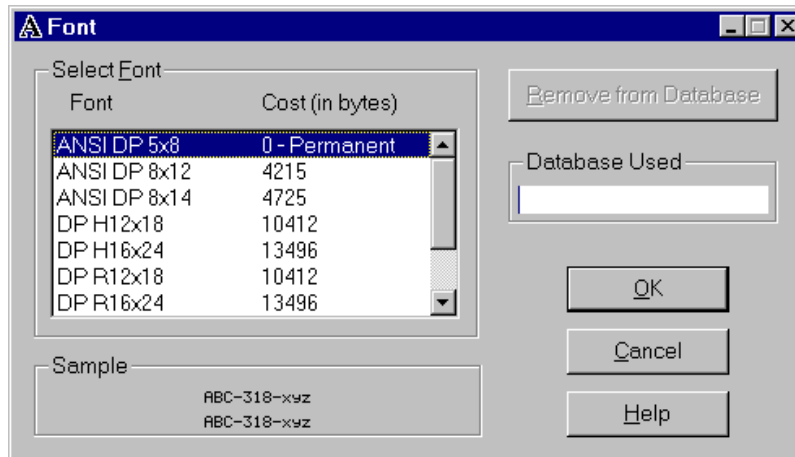 A Font
Select Font
Font Cost (in bytes)
ANSI DP 5x8 0 - Permanent
ANSI DP 8x12 4215
ANSI DP 8x14 4725
DP H12x18 10412
DP H16x24 13496
DP R12x18 10412
DP R16x24 13496
Remove from Database
Database Used
OK
Cancel
Help
Sample
ABC-318-xyz
ABC-318-xyz